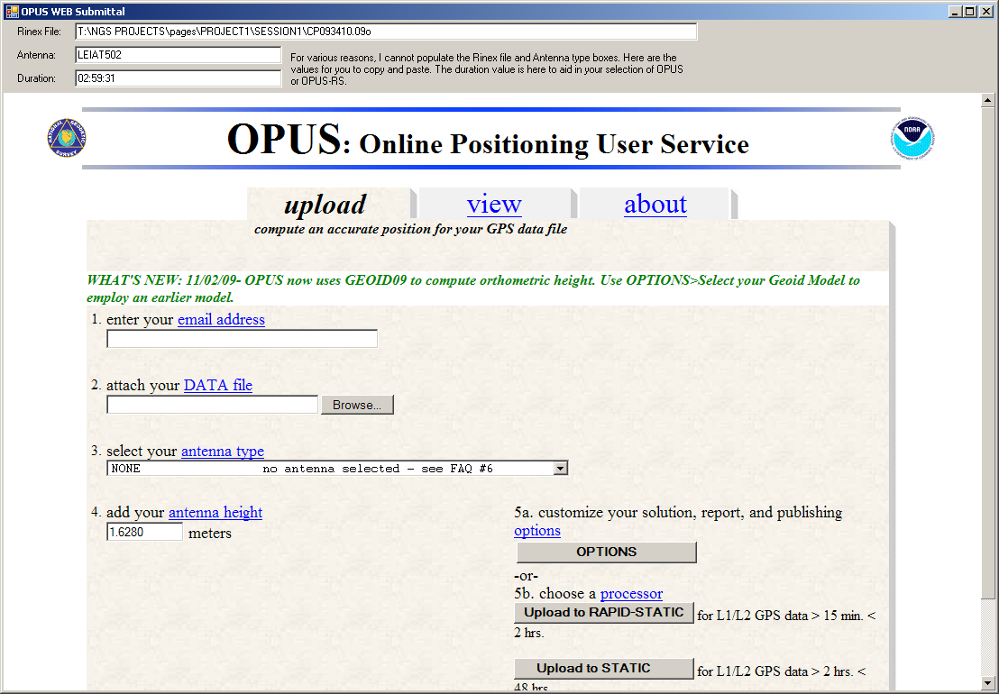 OPUS WEB Submittal
Rinex File: T:\NGS PROJECTS\pages\PROJECT1\SESSION1\CP093410.09o
Antenna: LEIAT502
Duration: 02:59:31
For various reasons, I cannot populate the Rinex file and Antenna type boxes. Here are the
values for you to copy and paste. The duration value is here to aid in your selection of OPUS
or OPUS-RS.
OPUS: Online Positioning User Service
NOAA
upload view about
compute an accurate position for your GPS data file
WHAT'S NEW: 11/02/09- OPUS now uses GEOID09 to compute orthometric height. Use OPTIONS>Select your Geoid Model to
employ an earlier model.
1. enter your email address
2. attach your DATA file
Browse...
3. select your antenna type
NONE no antenna selected - see FAQ #6
4. add your antenna height
1.6280 meters
5a. customize your solution, report, and publishing
options
OPTIONS
-or-
5b. choose a processor
Upload to RAPID-STATIC for L1/L2 GPS data > 15 min. <
2 hrs.
Upload to STATIC for L1/L2 GPS data > 2 hrs. <
48 hrs